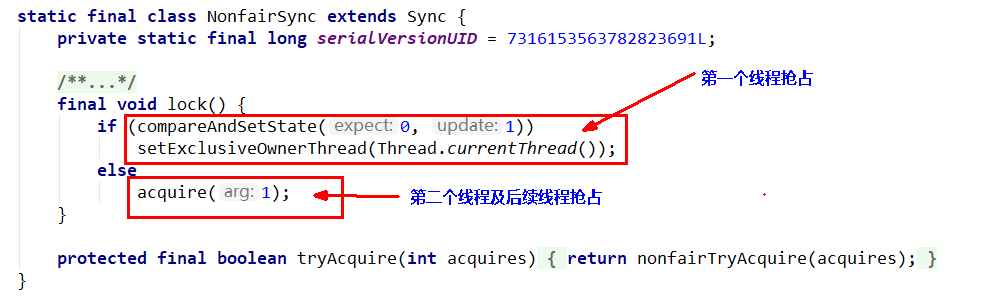 static final class NonfairSync extends Sync {
private static final long serialVersionUID = 7316153563782823691L;
/**...*/
第一个线程抢占
final void lock() {
if (compareAndSetState( expect: 0, update: 1))
setExclusiveOwnerThread(Thread.currentThread());
else
acquire( arg: 1);
第二个线程及后续线程抢占
}
protected final boolean tryAcquire(int acquires) { return nonfairTryAcquire(acquires); }
}